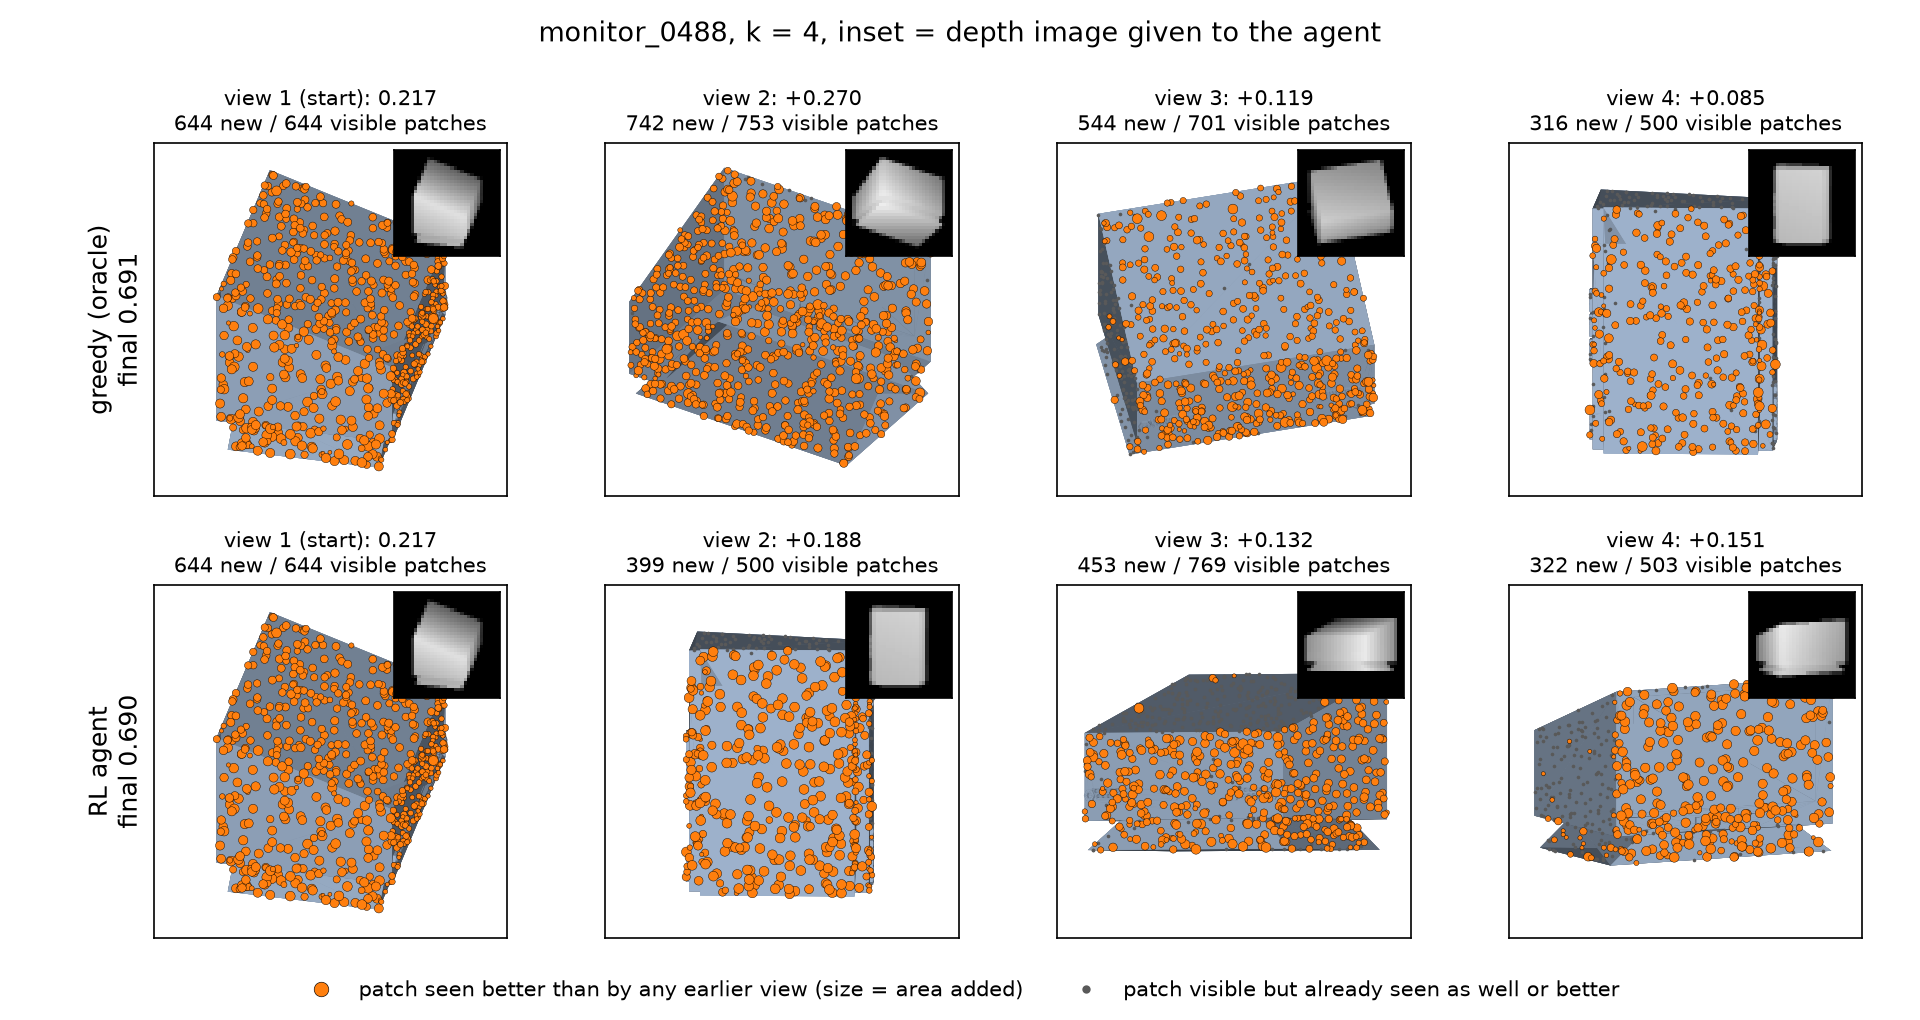 monitor_0488, k = 4, inset = depth image given to the agent
greedy (oracle)
final 0.691
view 1 (start): 0.217
644 new / 644 visible patches
view 2: +0.270
742 new / 753 visible patches
view 3: +0.119
544 new / 701 visible patches
view 4: +0.085
316 new / 500 visible patches
RL agent
final 0.690
view 1 (start): 0.217
644 new / 644 visible patches
view 2: +0.188
399 new / 500 visible patches
view 3: +0.132
453 new / 769 visible patches
view 4: +0.151
322 new / 503 visible patches
patch seen better than by any earlier view (size = area added)
patch visible but already seen as well or better